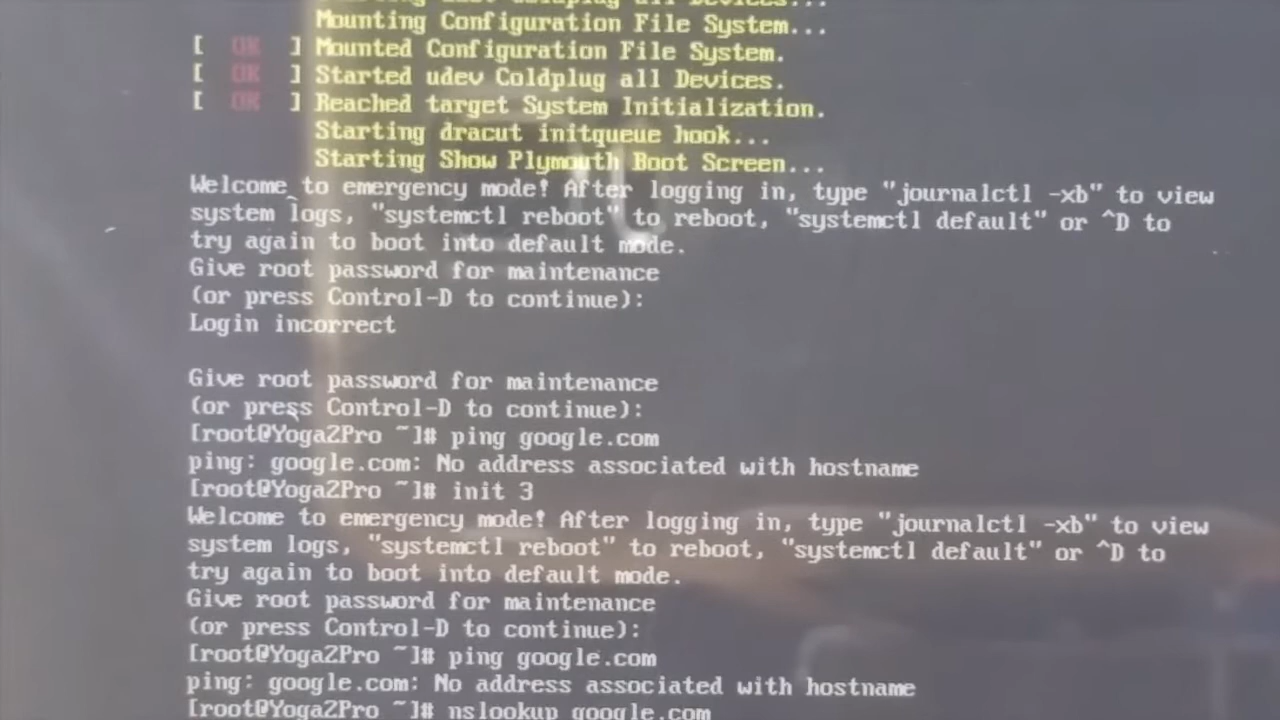 Coldplug all Devices...
Mounting Configuration File System...
[ OK ] Mounted Configuration File System.
[ OK ] Started udev Coldplug all Devices.
[ OK ] Reached target System Initialization.
Starting dracut initqueue hook...
Starting Show Plymouth Boot Screen...
Welcome to emergency mode! After logging in, type "journalctl -xb" to view
system logs, "systemctl reboot" to reboot, "systemctl default" or ^D to
try again to boot into default mode.
Give root password for maintenance
(or press Control-D to continue):
Login incorrect
Give root password for maintenance
(or press Control-D to continue):
[root@Yoga2Pro ~]# ping google.com
ping: google.com: No address associated with hostname
[root@Yoga2Pro ~]# init 3
Welcome to emergency mode! After logging in, type "journalctl -xb" to view
system logs, "systemctl reboot" to reboot, "systemctl default" or ^D to
try again to boot into default mode.
Give root password for maintenance
(or press Control-D to continue):
[root@Yoga2Pro ~]# ping google.com
ping: google.com: No address associated with hostname
[root@Yoga2Pro ~]# nslookup google.com